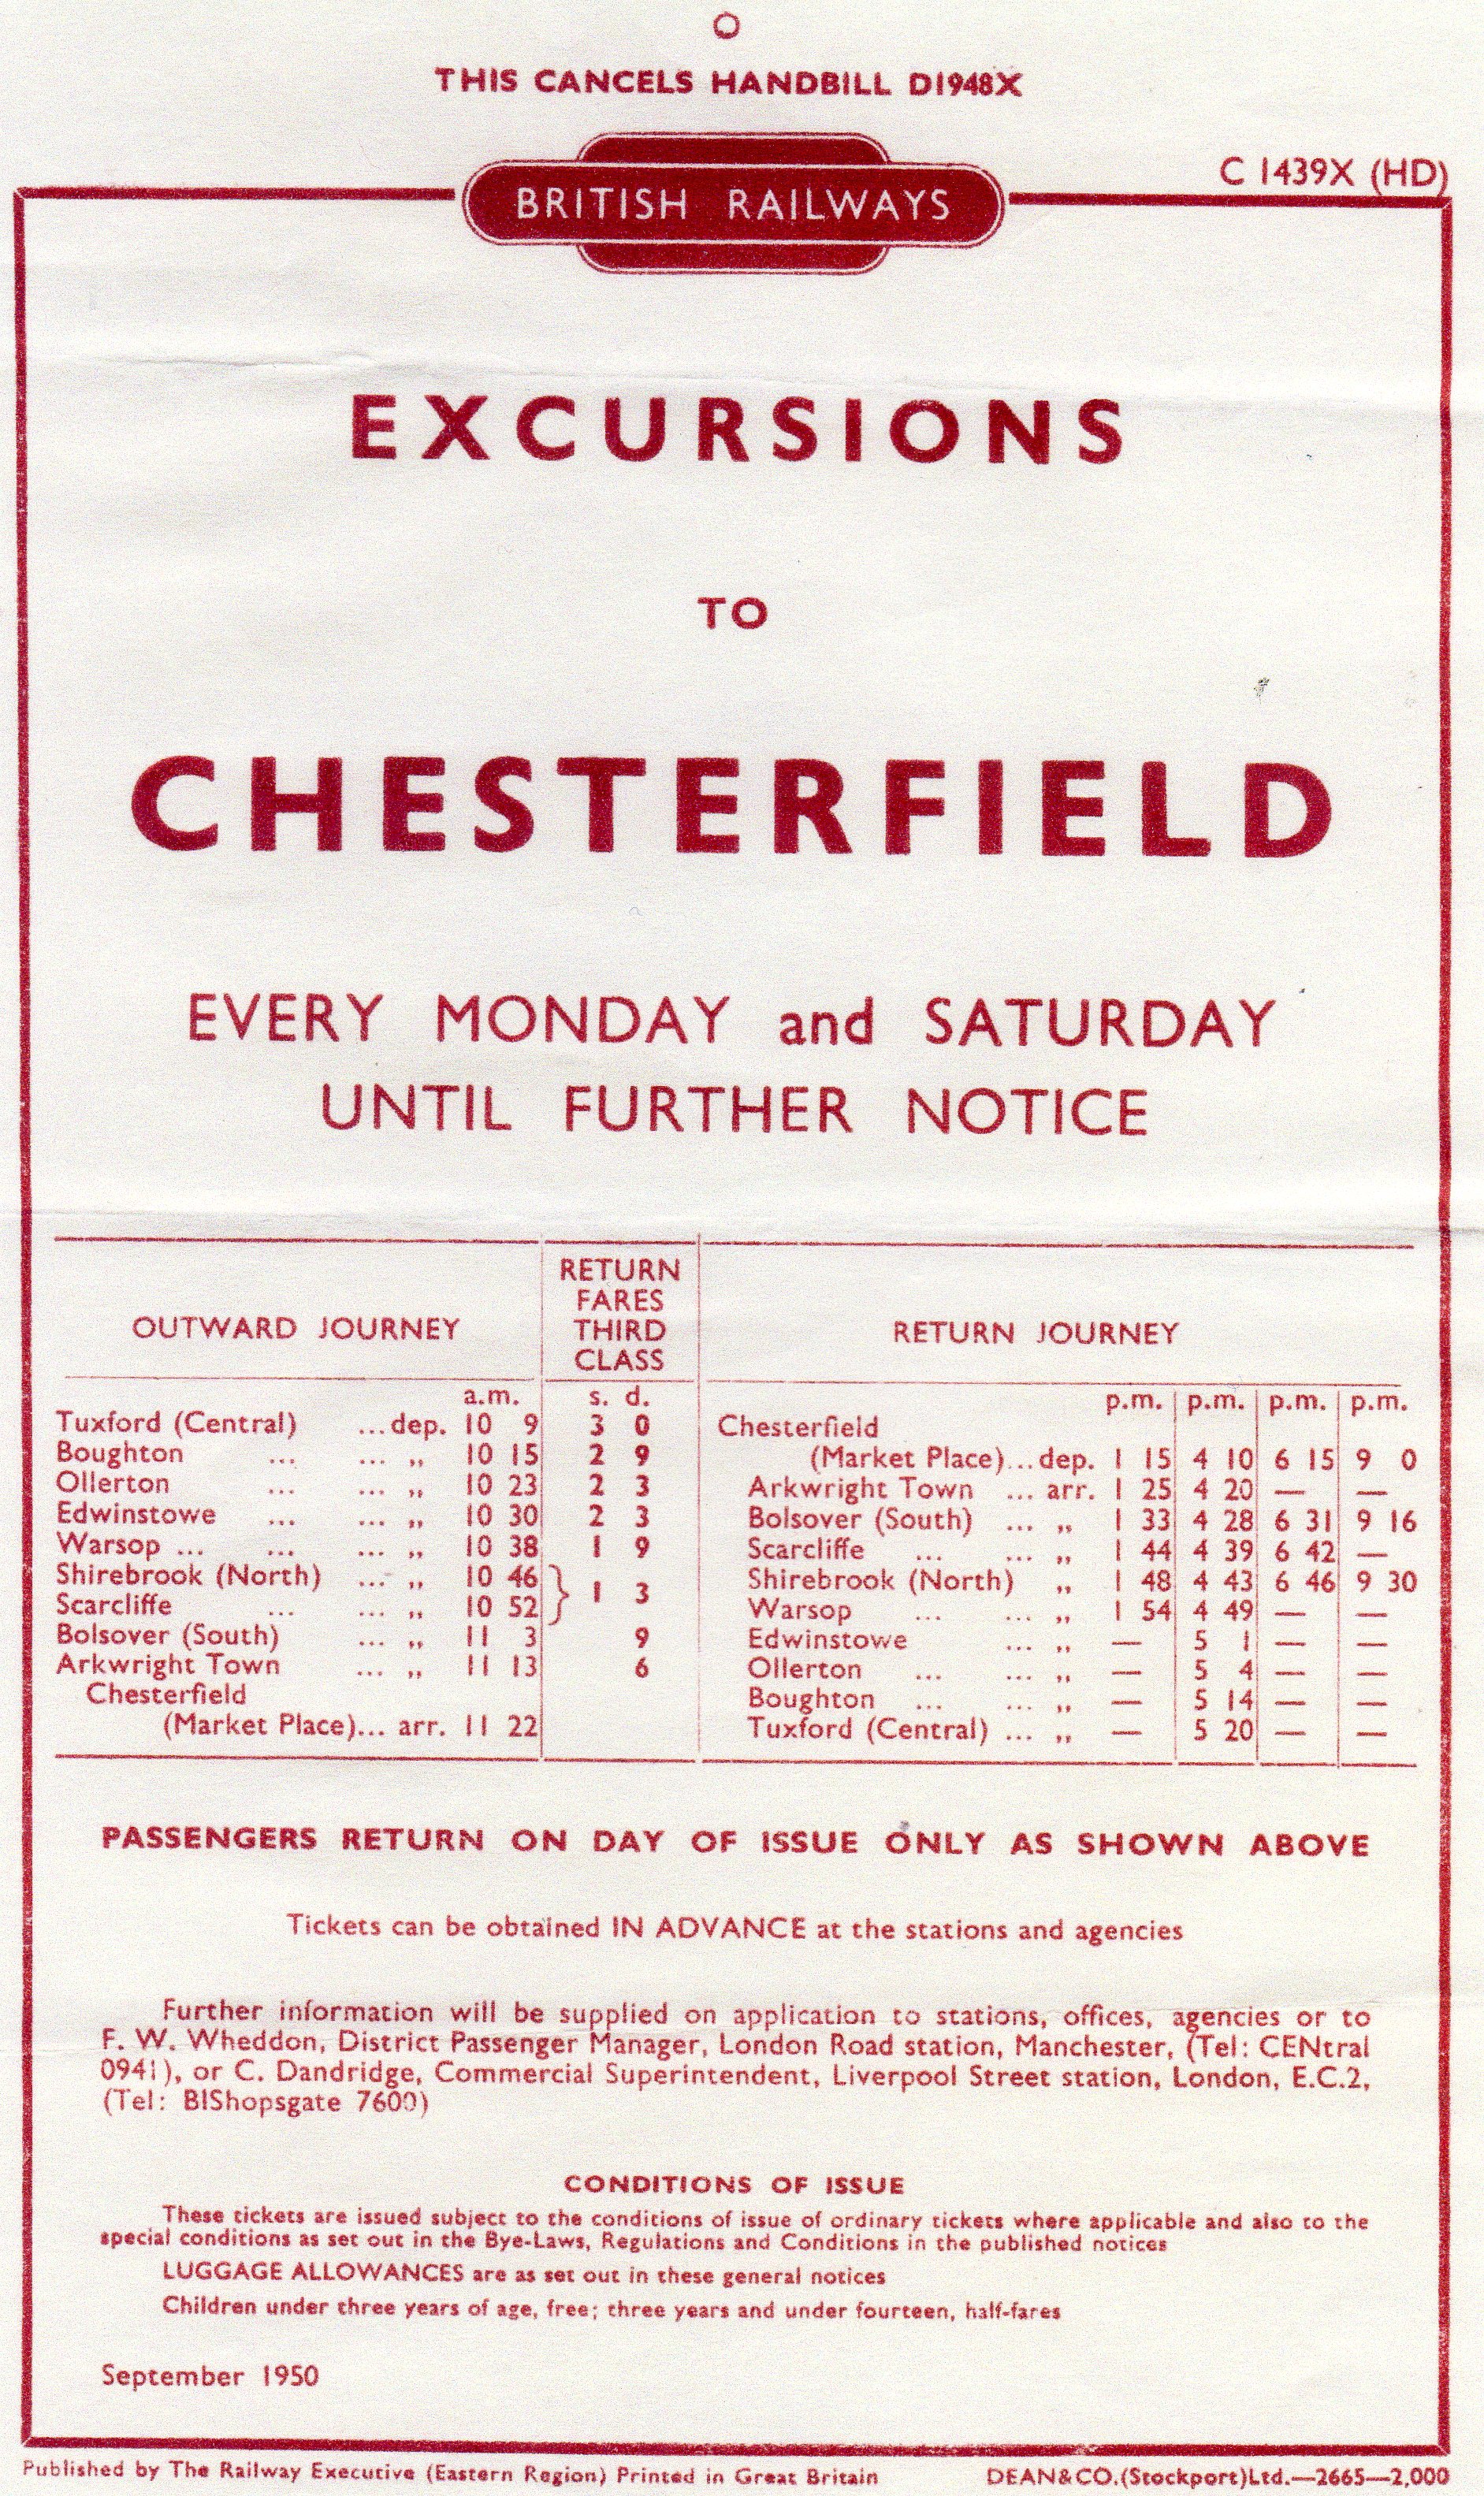 THIS CANCELS HANDBILL D1948X
C 1439X (HD)
BRITISH RAILWAYS
EXCURSIONS
TO
CHESTERFIELD
EVERY MONDAY and SATURDAY
UNTIL FURTHER NOTICE
OUTWARD JOURNEY
RETURN
FARES
THIRD
CLASS
RETURN JOURNEY
a.m.
s. d.
Tuxford (Central) ... dep. 10 9 3 0
Boughton ... ... „ 10 15 2 9
Ollerton ... ... „ 10 23 2 3
Edwinstowe ... ... „ 10 30 2 3
Warsop ... ... ... „ 10 38 1 9
Shirebrook (North) ... „ 10 46 } 1 3
Scarcliffe ... ... „ 10 52
Bolsover (South) ... „ 11 3 9
Arkwright Town ... „ 11 13 6
Chesterfield
(Market Place)... arr. 11 22
p.m. p.m. p.m. p.m.
Chesterfield
(Market Place)... dep. 1 15 4 10 6 15 9 0
Arkwright Town ... arr. 1 25 4 20 — —
Bolsover (South) ... „ 1 33 4 28 6 31 9 16
Scarcliffe ... ... „ 1 44 4 39 6 42 —
Shirebrook (North) „ 1 48 4 43 6 46 9 30
Warsop ... ... „ 1 54 4 49 — —
Edwinstowe ... „ — 5 1 — —
Ollerton ... ... „ — 5 4 — —
Boughton ... ... „ — 5 14 — —
Tuxford (Central) ... „ — 5 20 — —
PASSENGERS RETURN ON DAY OF ISSUE ONLY AS SHOWN ABOVE
Tickets can be obtained IN ADVANCE at the stations and agencies
Further information will be supplied on application to stations, offices, agencies or to
F. W. Wheddon, District Passenger Manager, London Road station, Manchester, (Tel: CENtral
0941), or C. Dandridge, Commercial Superintendent, Liverpool Street station, London, E.C.2,
(Tel: BIShopsgate 7600)
CONDITIONS OF ISSUE
These tickets are issued subject to the conditions of issue of ordinary tickets where applicable and also to the
special conditions as set out in the Bye-Laws, Regulations and Conditions in the published notices
LUGGAGE ALLOWANCES are as set out in these general notices
Children under three years of age, free; three years and under fourteen, half-fares
September 1950
Published by The Railway Executive (Eastern Region) Printed in Great Britain
DEAN&CO.(Stockport)Ltd.—2665—2,000